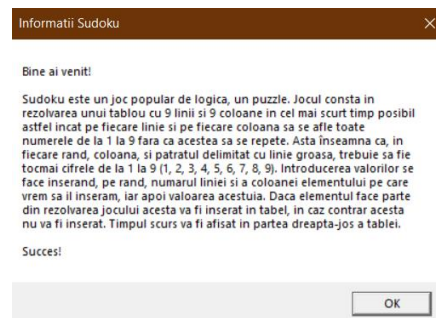 Informatii Sudoku
Bine ai venit!
Sudoku este un joc popular de logica, un puzzle. Jocul consta in
rezolvarea unui tablou cu 9 linii si 9 coloane in cel mai scurt timp posibil
astfel incat pe fiecare linie si pe fiecare coloana sa se afle toate
numerele de la 1 la 9 fara ca acestea sa se repete. Asta înseamna ca, in
fiecare rand, coloana, si patratul delimitat cu linie groasa, trebuie sa fie
tocmai cifrele de la 1 la 9 (1, 2, 3, 4, 5, 6, 7, 8, 9). Introducerea valorilor se
face inserand, pe rand, numarul liniei si a coloanei elementului pe care
vrem sa il inseram, iar apoi valoarea acestuia. Daca elementul face parte
din rezolvarea jocului acesta va fi inserat in tabel, in caz contrar acesta
nu va fi inserat. Timpul scurs va fi afisat in partea dreapta-jos a tablei.
Succes!
OK